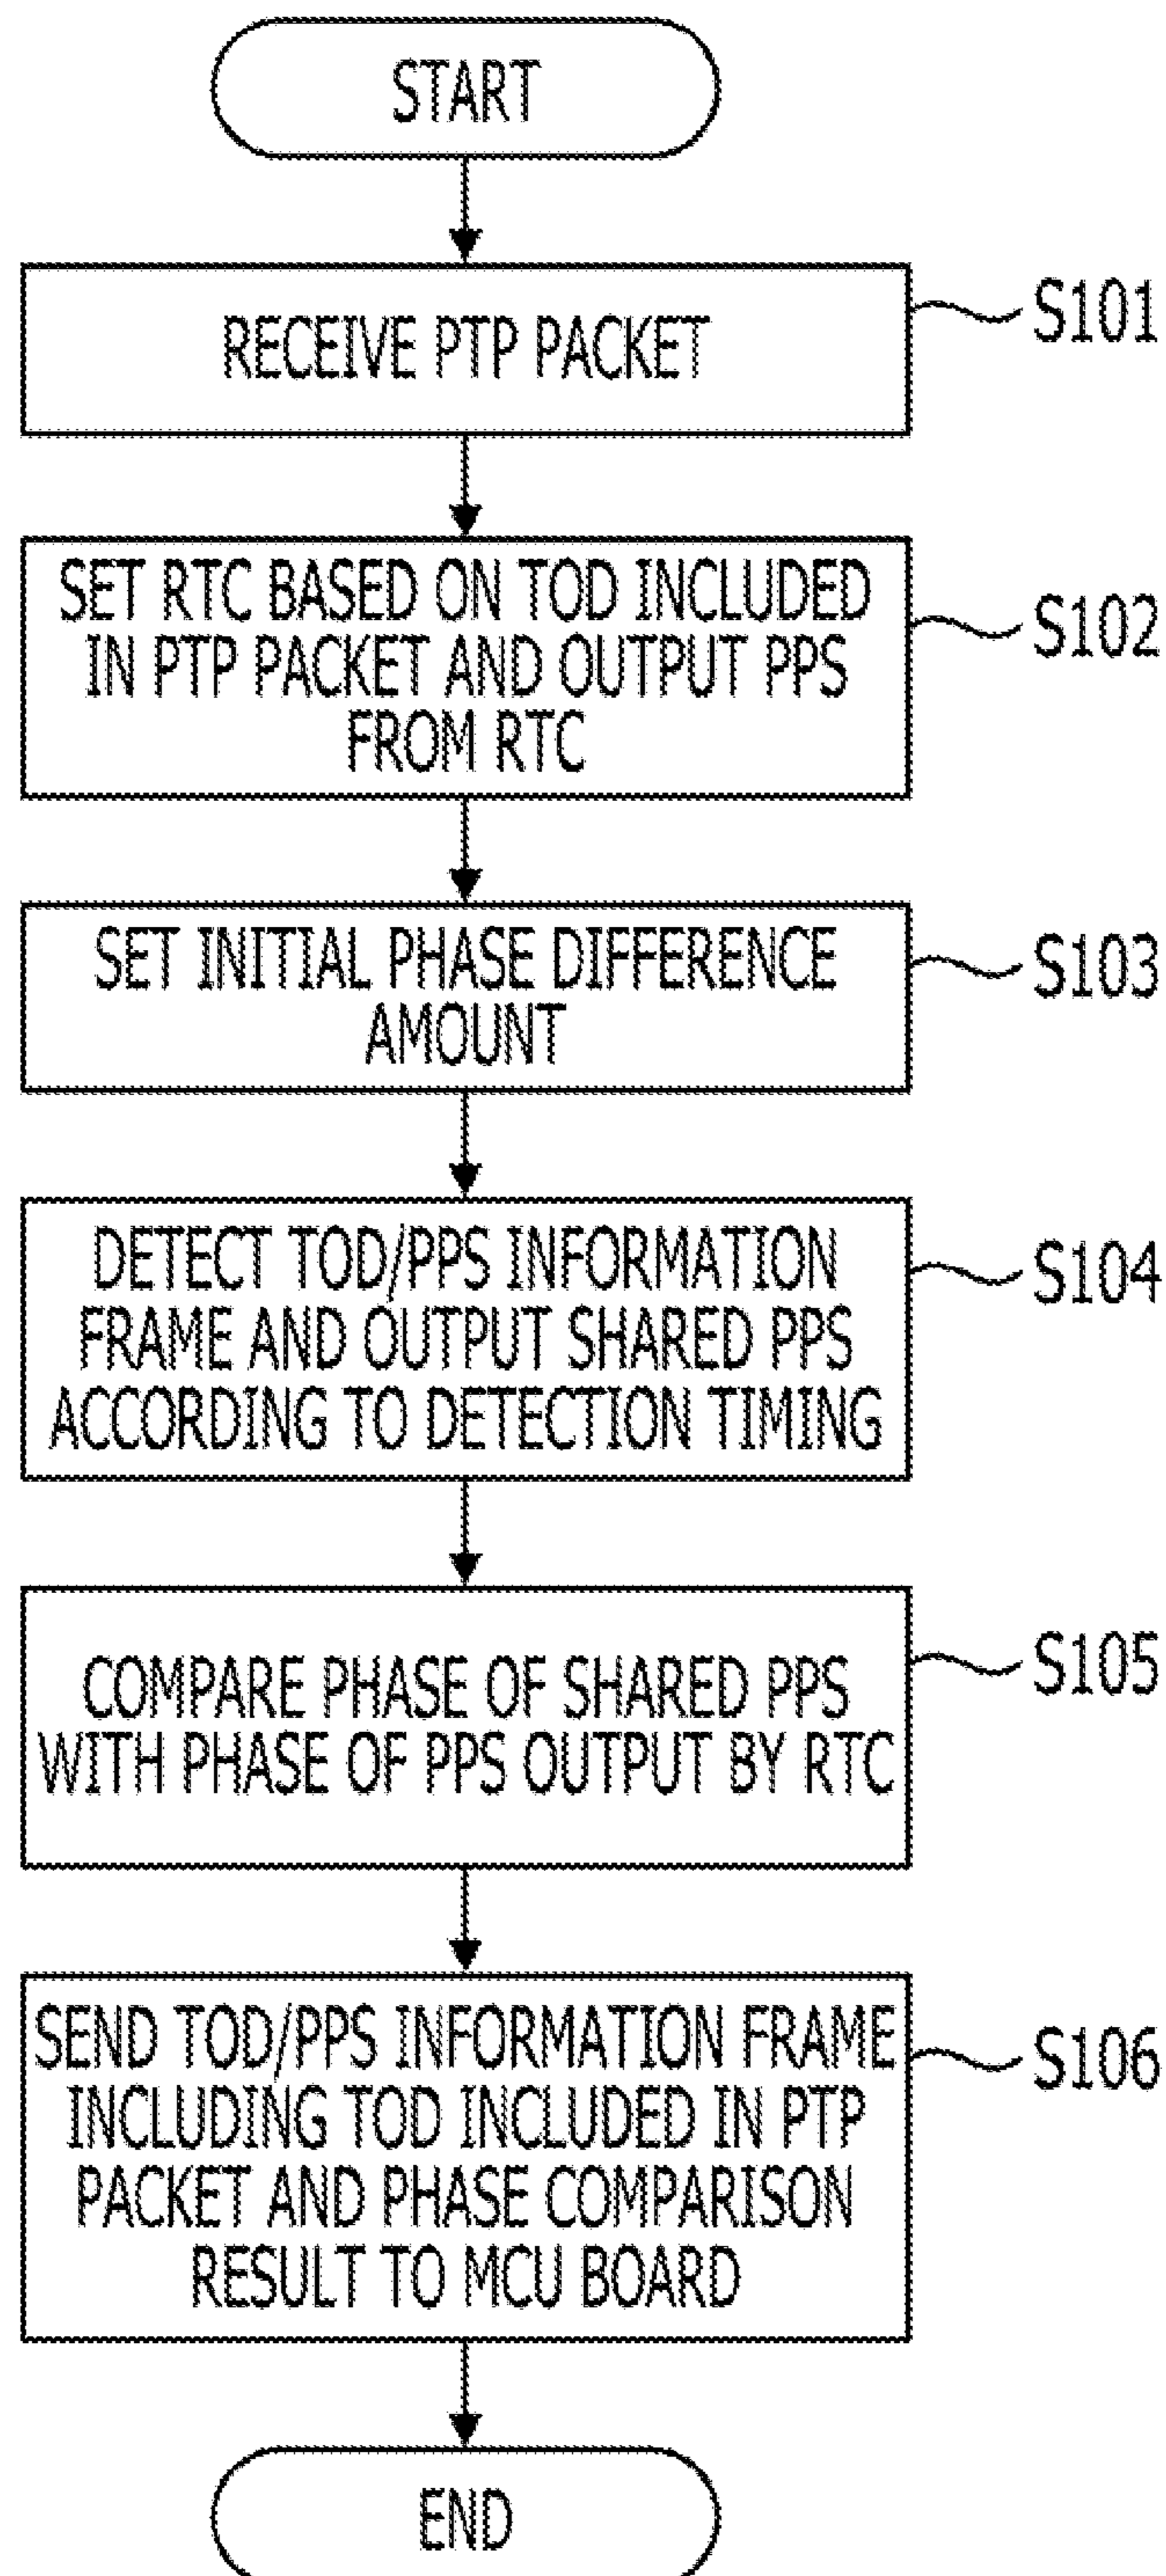 START
RECEIVE PTP PACKET
S101
SET RTC BASED ON TOD INCLUDED
IN PTP PACKET AND OUTPUT PPS
FROM RTC
S102
SET INITIAL PHASE DIFFERENCE
AMOUNT
S103
DETECT TOD/PPS INFORMATION
FRAME AND OUTPUT SHARED PPS
ACCORDING TO DETECTION TIMING
S104
COMPARE PHASE OF SHARED PPS
WITH PHASE OF PPS OUTPUT BY RTC
S105
SEND TOD/PPS INFORMATION FRAME
INCLUDING TOD INCLUDED IN PTP
PACKET AND PHASE COMPARISON
RESULT TO MCU BOARD
S106
END